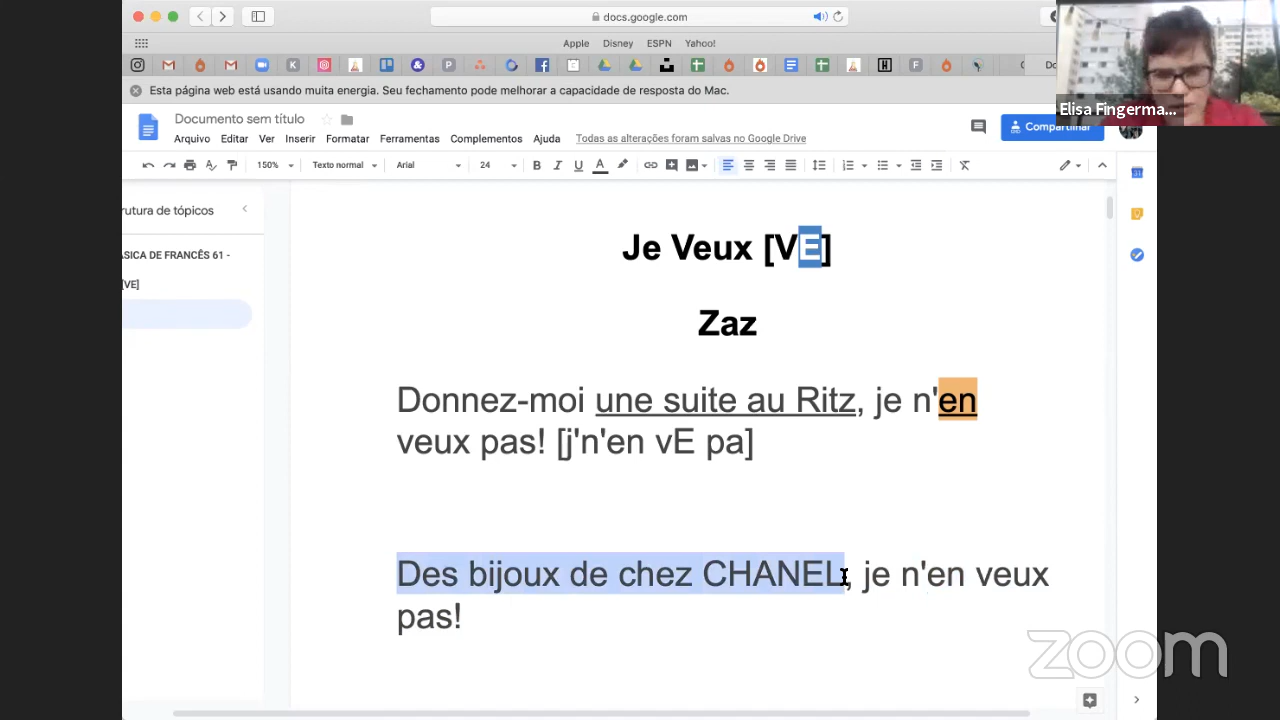 docs.google.com
Apple Disney ESPN Yahoo!
Esta página web está usando muita energia. Seu fechamento pode melhorar a capacidade de resposta do Mac.
Elisa Fingerma...
Documento sem título
Compartilhar
Arquivo Editar Ver Inserir Formatar Ferramentas Complementos Ajuda Todas as alterações foram salvas no Google Drive
150% Texto normal Arial 24
rutura de tópicos
ÁSICA DE FRANCÊS 61 -
[VE]
Je Veux [VE]
Zaz
Donnez-moi une suite au Ritz, je n'en
veux pas! [j'n'en vE pa]
Des bijoux de chez CHANEL, je n'en veux
pas!
zoom